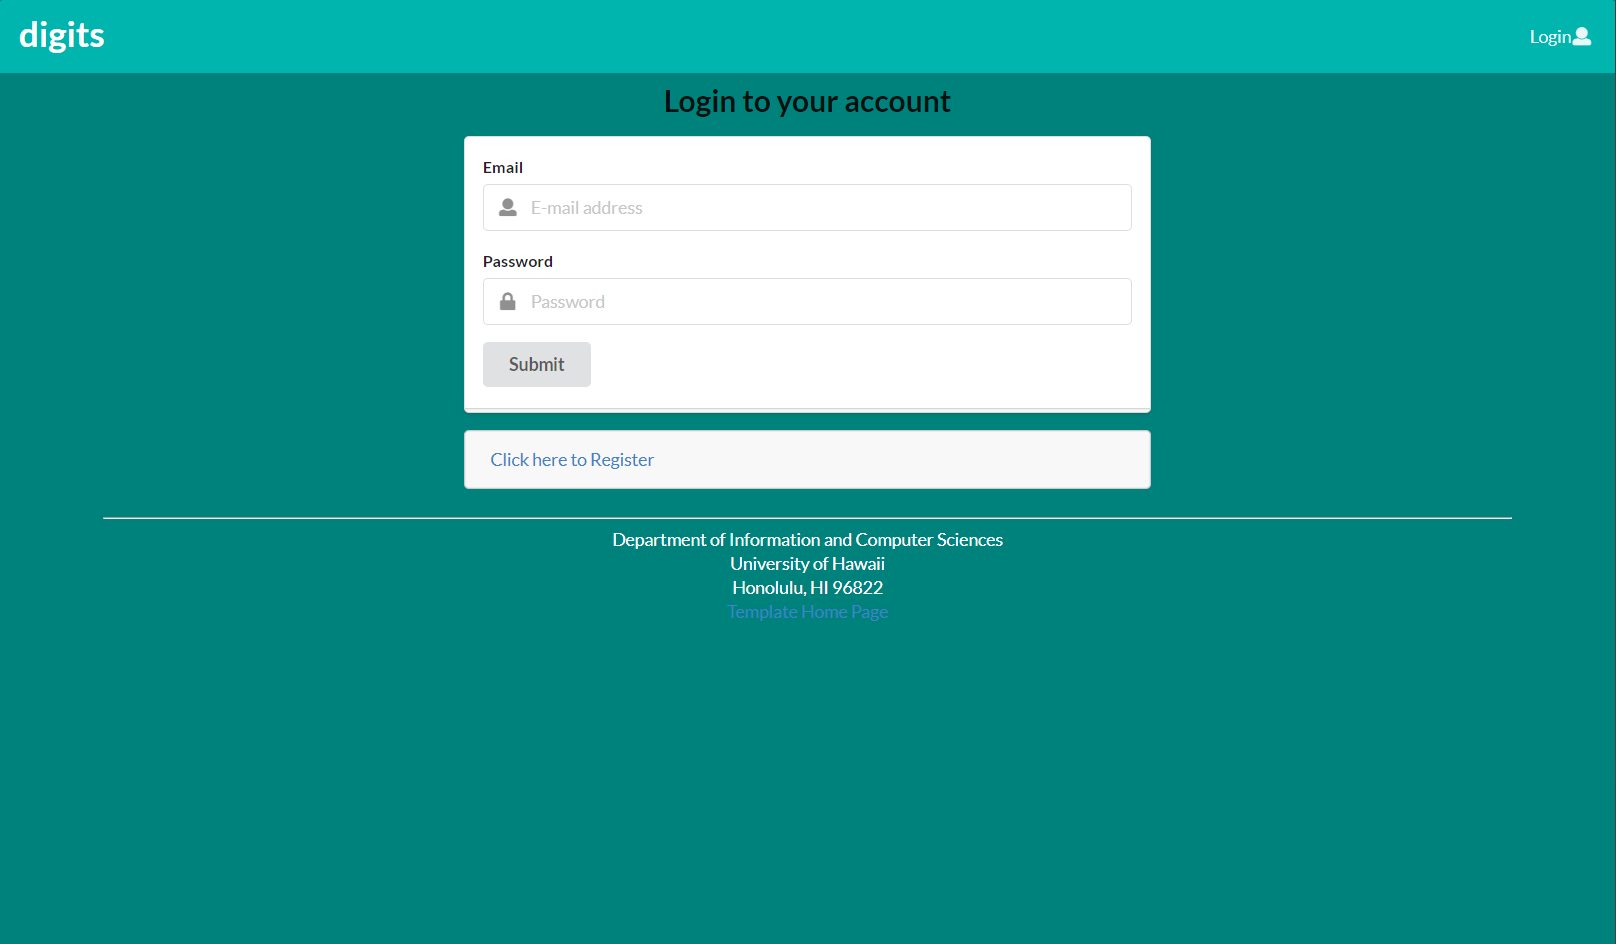 digits
Login
Login to your account
Email
E-mail address
Password
Password
Submit
Click here to Register
Department of Information and Computer Sciences
University of Hawaii
Honolulu, HI 96822
Template Home Page